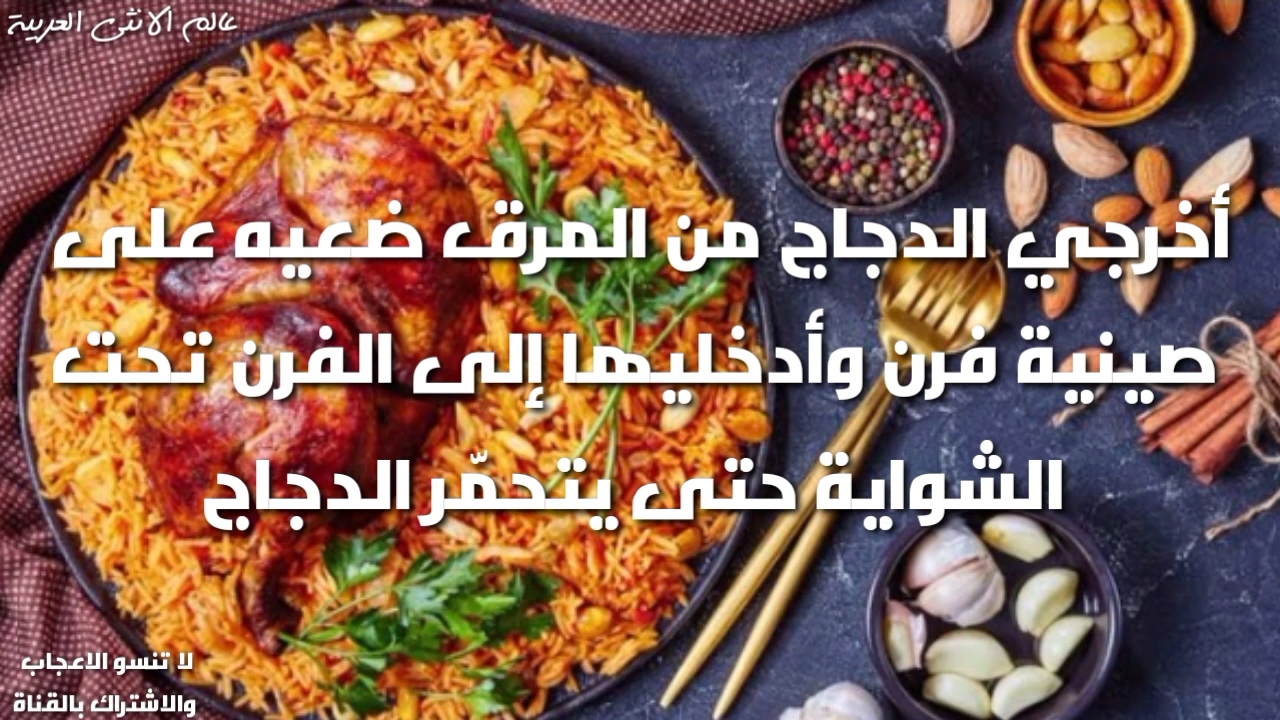 عالم الانثى العربية
أخرجي الدجاج من المرق ضعيه على
صينية فرن وأدخليها إلى الفرن تحت
الشواية حتى يتحمّر الدجاج
لا تنسو الاعجاب
والاشتراك بالقناة